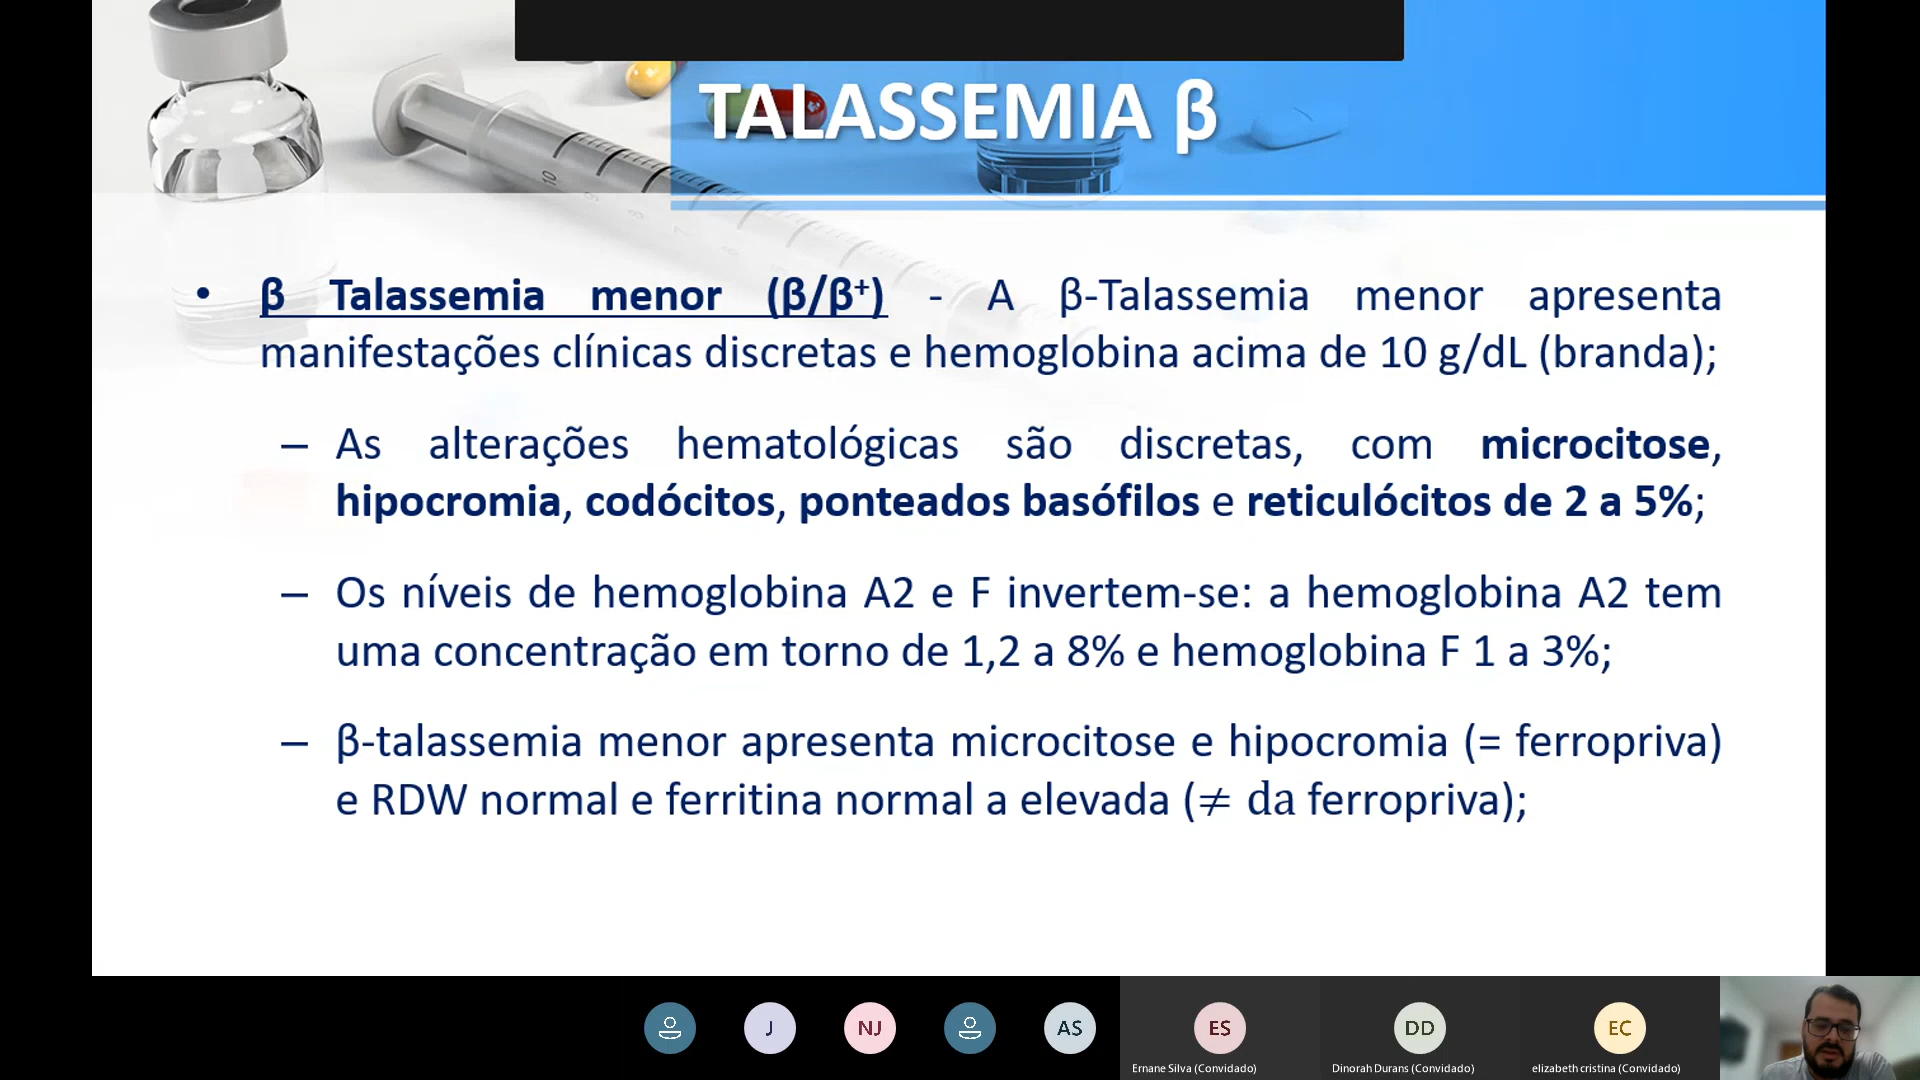 TALASSEMIA β
• β Talassemia menor (β/β⁺) - A β-Talassemia menor apresenta
manifestações clínicas discretas e hemoglobina acima de 10 g/dL (branda);
– As alterações hematológicas são discretas, com microcitose,
hipocromia, codócitos, ponteados basófilos e reticulócitos de 2 a 5%;
– Os níveis de hemoglobina A2 e F invertem-se: a hemoglobina A2 tem
uma concentração em torno de 1,2 a 8% e hemoglobina F 1 a 3%;
– β-talassemia menor apresenta microcitose e hipocromia (= ferropriva)
e RDW normal e ferritina normal a elevada (≠ da ferropriva);
10
J
NJ
AS
ES
DD
EC
Ernane Silva (Convidado)
Dinorah Durans (Convidado)
elizabeth cristina (Convidado)